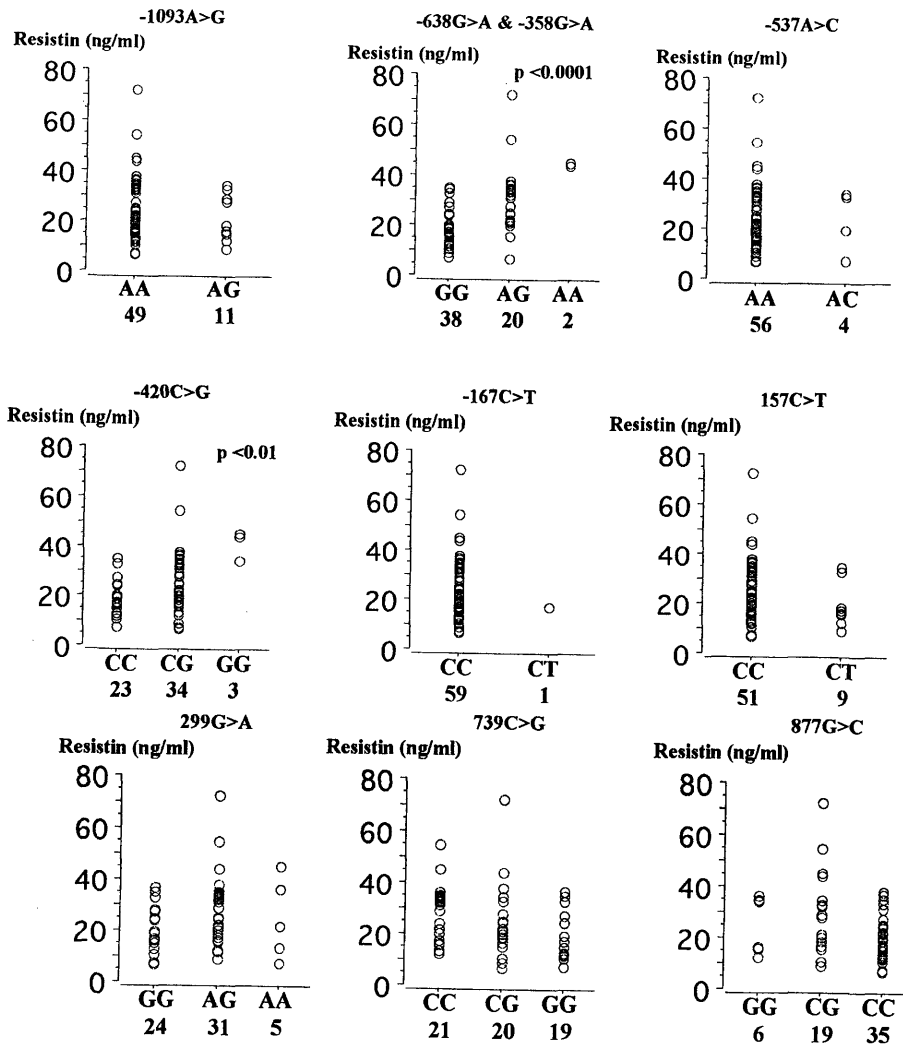 -1093A>G
-638G>A & -358G>A
-537A>C
Resistin (ng/ml)
Resistin (ng/ml)
Resistin (ng/ml)
p <0.0001
80
60
40
20
0
80
60
40
20
0
80
60
40
20
0
AA AG
49 11
GG AG AA
38 20 2
AA AC
56 4
-420C>G
-167C>T
157C>T
Resistin (ng/ml)
Resistin (ng/ml)
Resistin (ng/ml)
p <0.01
80
60
40
20
0
80
60
40
20
0
80
60
40
20
0
CC CG GG
23 34 3
CC CT
59 1
CC CT
51 9
299G>A
739C>G
877G>C
Resistin (ng/ml)
Resistin (ng/ml)
Resistin (ng/ml)
80
60
40
20
0
80
60
40
20
0
80
60
40
20
0
GG AG AA
24 31 5
CC CG GG
21 20 19
GG CG CC
6 19 35